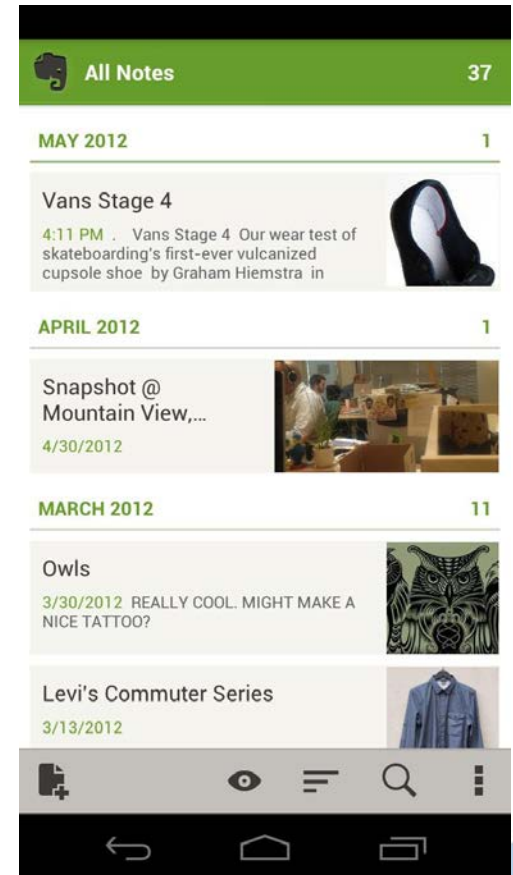 All Notes 37
MAY 2012 1
Vans Stage 4
4:11 PM . Vans Stage 4 Our wear test of
skateboarding's first-ever vulcanized
cupsole shoe by Graham Hiemstra in
APRIL 2012 1
Snapshot @
Mountain View,...
4/30/2012
MARCH 2012 11
Owls
3/30/2012 REALLY COOL. MIGHT MAKE A
NICE TATTOO?
Levi's Commuter Series
3/13/2012